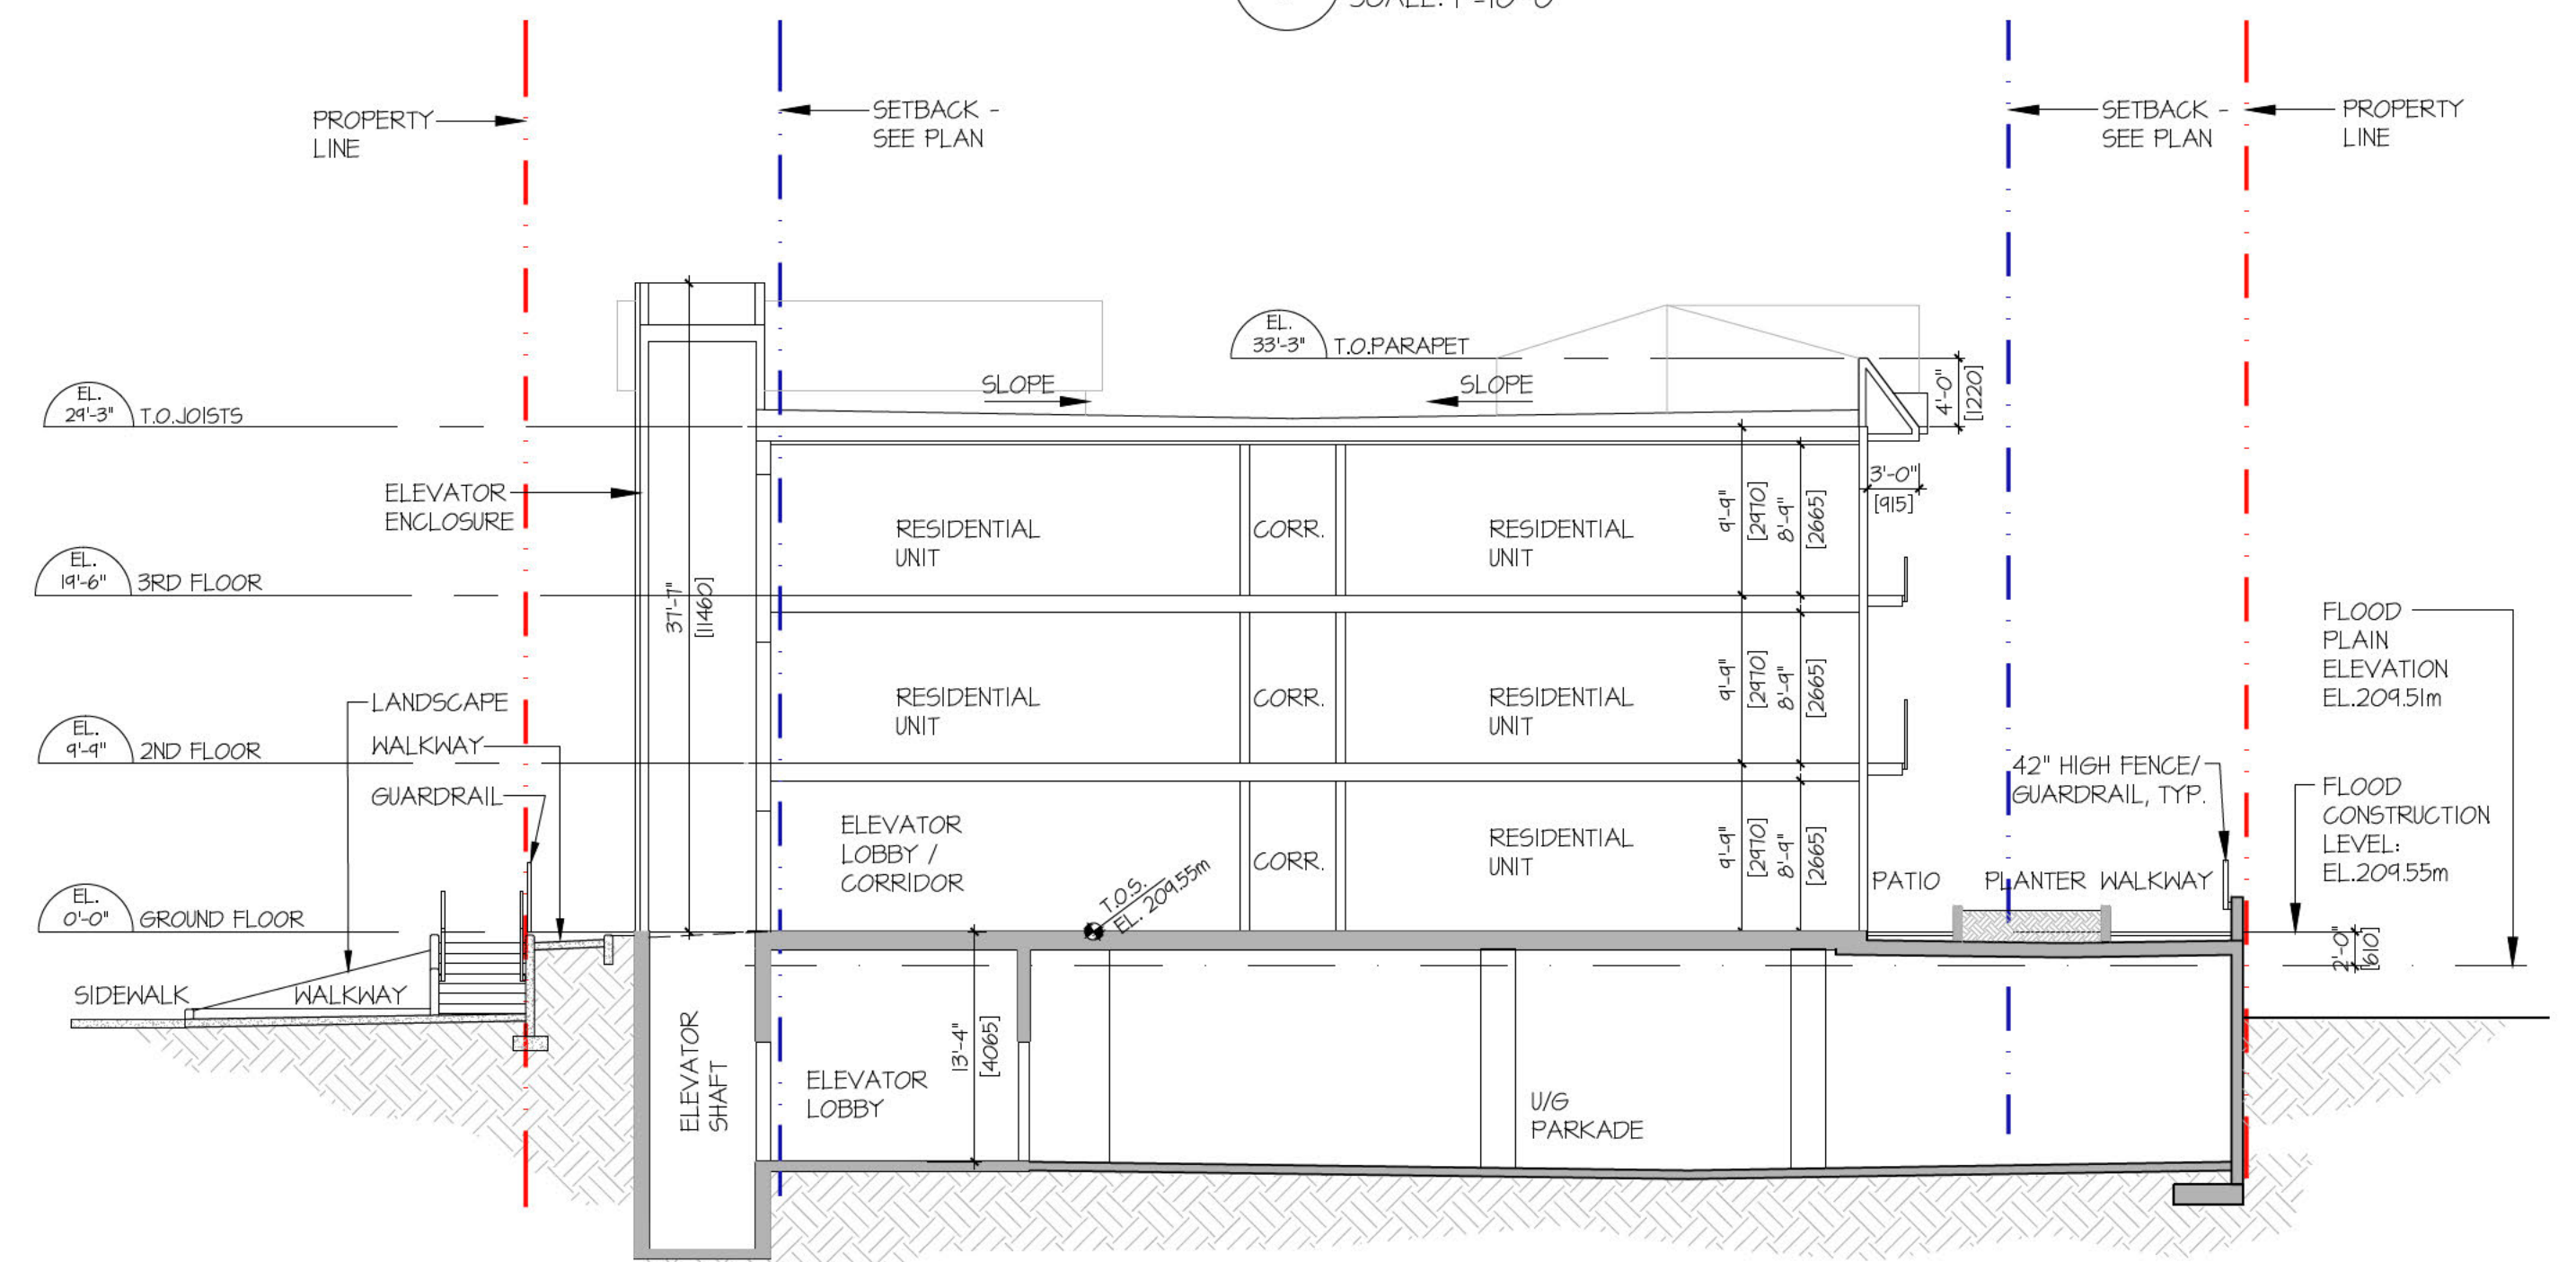 PROPERTY
LINE
SETBACK -
SEE PLAN
SETBACK -
SEE PLAN
PROPERTY
LINE
EL.
33'-3"
T.O.PARAPET
SLOPE
SLOPE
4'-0"
[1220]
EL.
29'-3"
T.O.JOISTS
3'-0"
[915]
ELEVATOR
ENCLOSURE
RESIDENTIAL
UNIT
CORR.
RESIDENTIAL
UNIT
9'-9"
[2970]
8'-9"
[2665]
EL.
19'-6"
3RD FLOOR
37'-7"
[11460]
FLOOD
PLAIN
ELEVATION
EL.209.51m
LANDSCAPE
RESIDENTIAL
UNIT
CORR.
RESIDENTIAL
UNIT
9'-9"
[2970]
8'-9"
[2665]
EL.
9'-9"
2ND FLOOR
WALKWAY
GUARDRAIL
42" HIGH FENCE/
GUARDRAIL, TYP.
FLOOD
CONSTRUCTION
LEVEL:
EL.209.55m
ELEVATOR
LOBBY /
CORRIDOR
CORR.
RESIDENTIAL
UNIT
9'-9"
[2970]
8'-9"
[2665]
T.O.S.
EL. 209.55m
PATIO
PLANTER
WALKWAY
EL.
0'-0"
GROUND FLOOR
2'-0"
[610]
SIDEWALK
WALKWAY
ELEVATOR
SHAFT
ELEVATOR
LOBBY
13'-4"
[4065]
U/G
PARKADE